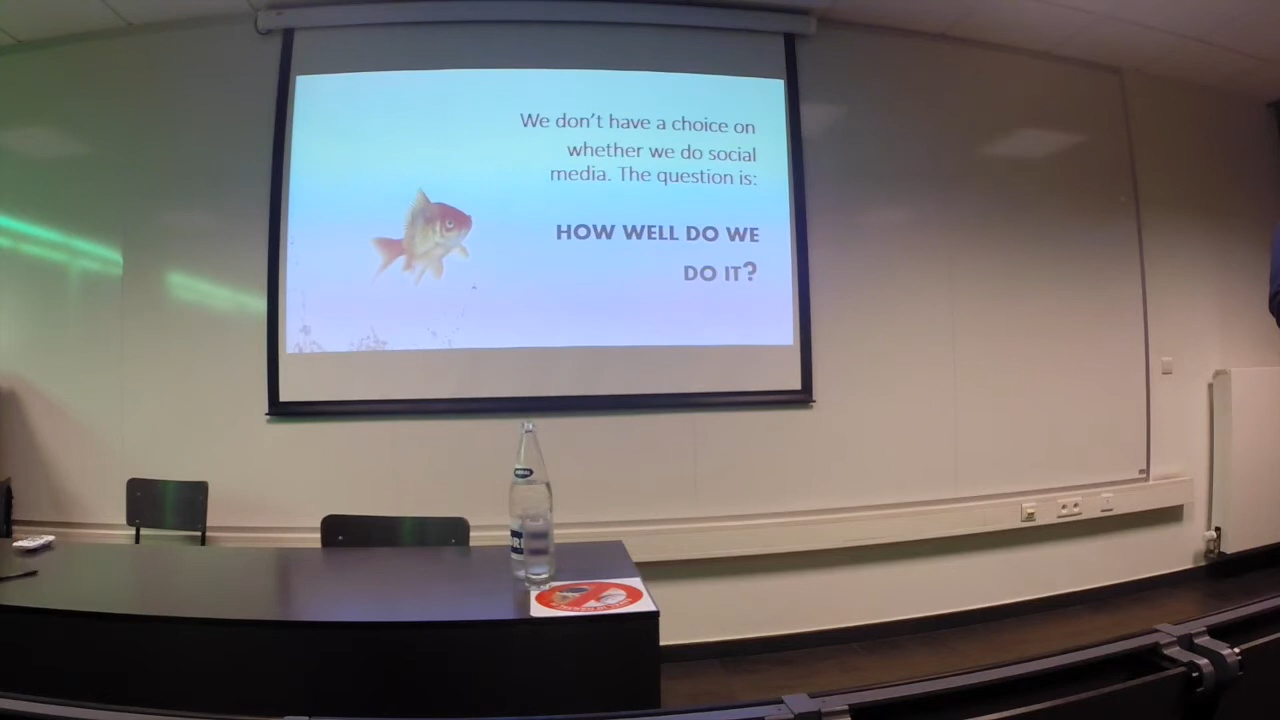 We don't have a choice on
whether we do social
media. The question is:
HOW WELL DO WE
DO IT?